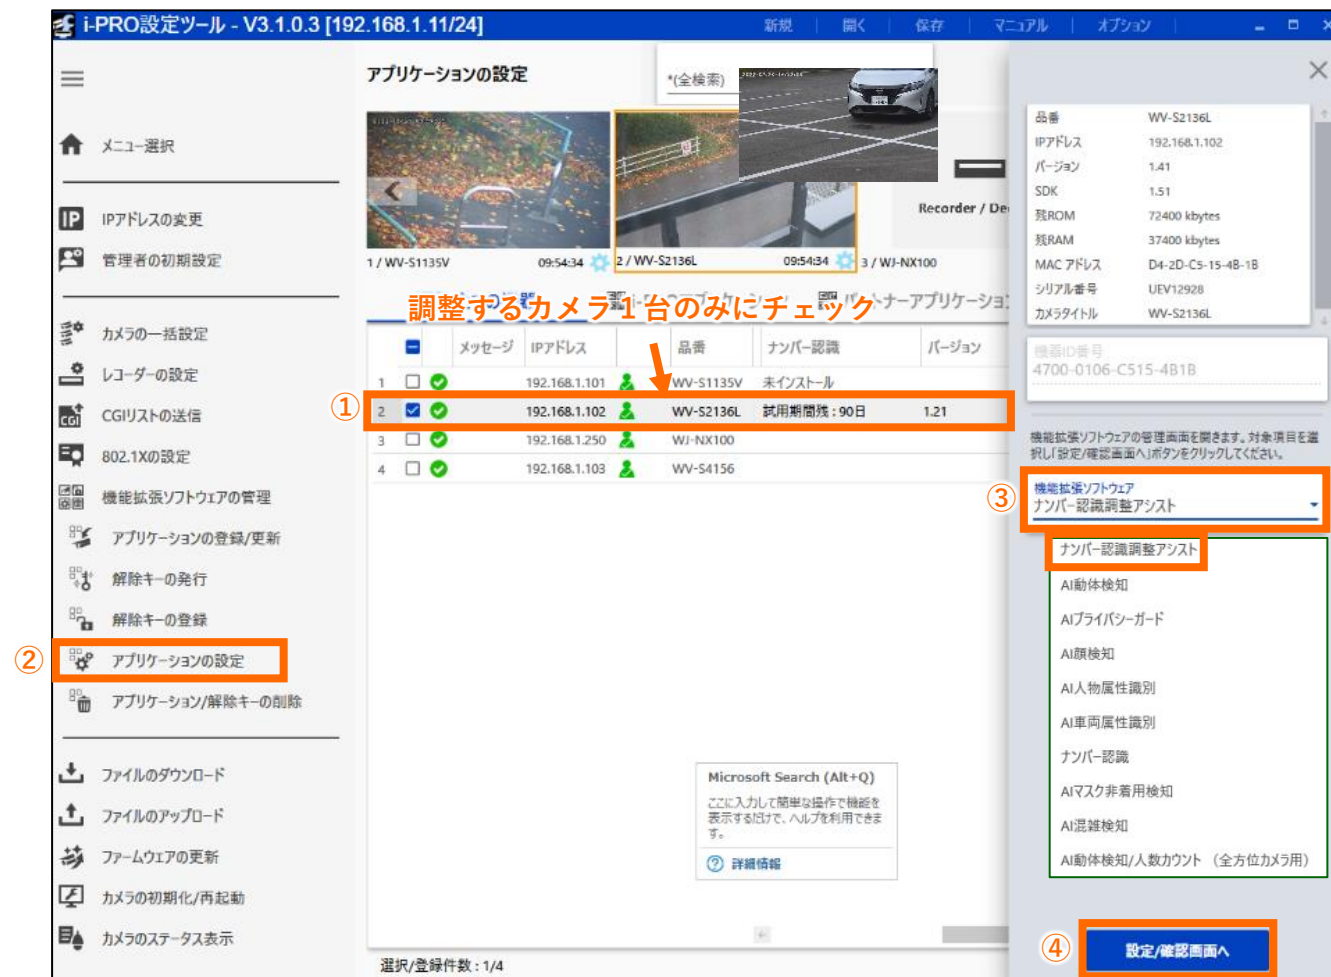 i-PRO設定ツール - V3.1.0.3 [192.168.1.11/24]
新規 | 開く | 保存 | マニュアル | オプション |
メニュー選択
IPアドレスの変更
管理者の初期設定
カメラの一括設定
レコーダーの設定
CGIリストの送信
802.1Xの設定
機能拡張ソフトウェアの管理
アプリケーションの登録/更新
解除キーの発行
解除キーの登録
②
アプリケーションの設定
アプリケーション/解除キーの削除
ファイルのダウンロード
ファイルのアップロード
ファームウェアの更新
カメラの初期化/再起動
カメラのステータス表示
アプリケーションの設定
*(全検索)
Recorder / De
1 / WV-S1135V 09:54:34
2 / WV-S2136L 09:54:34
3 / WJ-NX100
調整するカメラ１台のみにチェック
トナーアプリケーション
メッセージ IPアドレス 品番 ナンバー認識 バージョン
1 192.168.1.101 WV-S1135V 未インストール
①
2 192.168.1.102 WV-S2136L 試用期間残 : 90日 1.21
3 192.168.1.250 WJ-NX100
4 192.168.1.103 WV-S4156
Microsoft Search (Alt+Q)
ここに入力して簡単な操作で機能を
表示するだけで、ヘルプを利用できま
す。
詳細情報
選択/登録件数 : 1/4
品番 WV-S2136L
IPアドレス 192.168.1.102
バージョン 1.41
SDK 1.51
残ROM 72400 kbytes
残RAM 37400 kbytes
MAC アドレス D4-2D-C5-15-4B-1B
シリアル番号 UEV12928
カメラタイトル WV-S2136L
機器ID番号
4700-0106-C515-4B1B
機能拡張ソフトウェアの管理画面を開きます。対象項目を選
択し「設定/確認画面へ」ボタンをクリックしてください。
③
機能拡張ソフトウェア
ナンバー認識調整アシスト
ナンバー認識調整アシスト
AI動体検知
AIプライバシーガード
AI顔検知
AI人物属性識別
AI車両属性識別
ナンバー認識
AIマスク非着用検知
AI混雑検知
AI動体検知/人数カウント （全方位カメラ用）
④
設定/確認画面へ